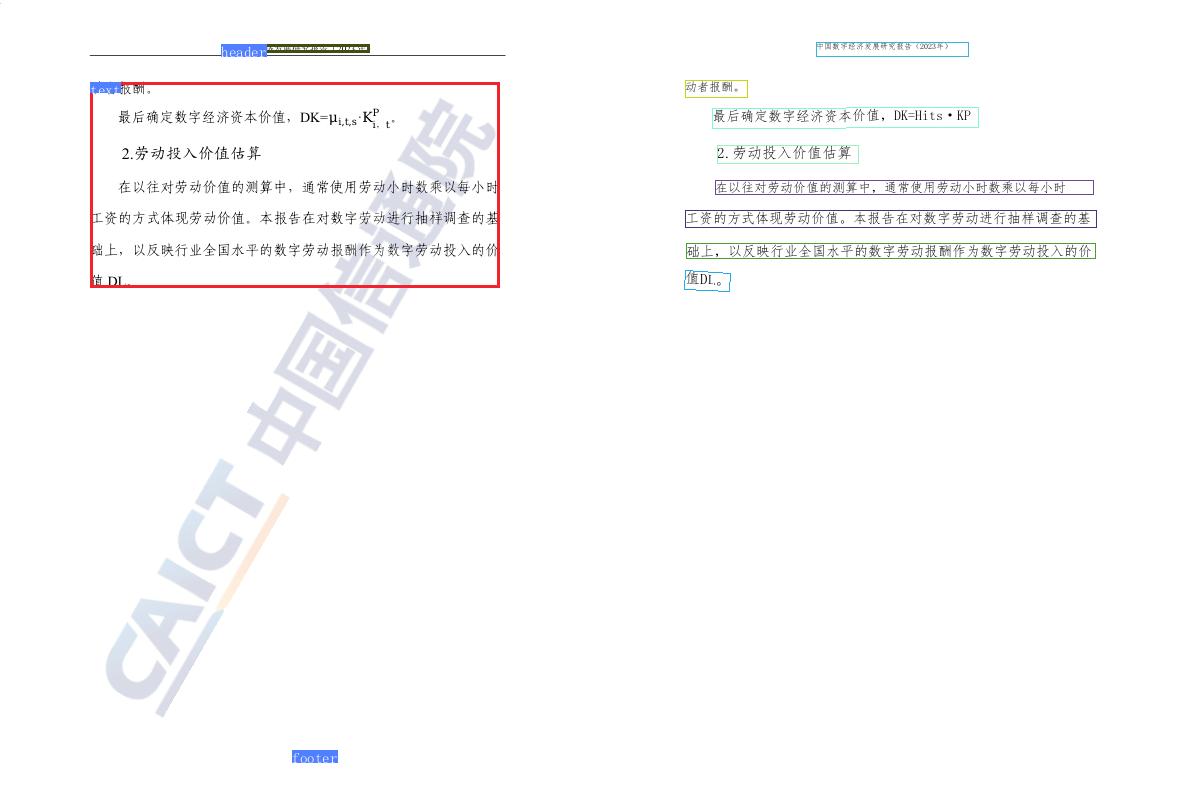 header
text报酬。
最后确定数字经济资本价值，DK=μi,t,s·K^P_i，t。
2.劳动投入价值估算
在以往对劳动价值的测算中，通常使用劳动小时数乘以每小时
工资的方式体现劳动价值。本报告在对数字劳动进行抽样调查的基
础上，以反映行业全国水平的数字劳动报酬作为数字劳动投入的价
值 DL。
CAICT 中国信通院
footer
中国数字经济发展研究报告（2023年）
动者报酬。
最后确定数字经济资本价值，DK=Hits·KP
2.劳动投入价值估算
在以往对劳动价值的测算中，通常使用劳动小时数乘以每小时
工资的方式体现劳动价值。本报告在对数字劳动进行抽样调查的基
础上，以反映行业全国水平的数字劳动报酬作为数字劳动投入的价
值DL。